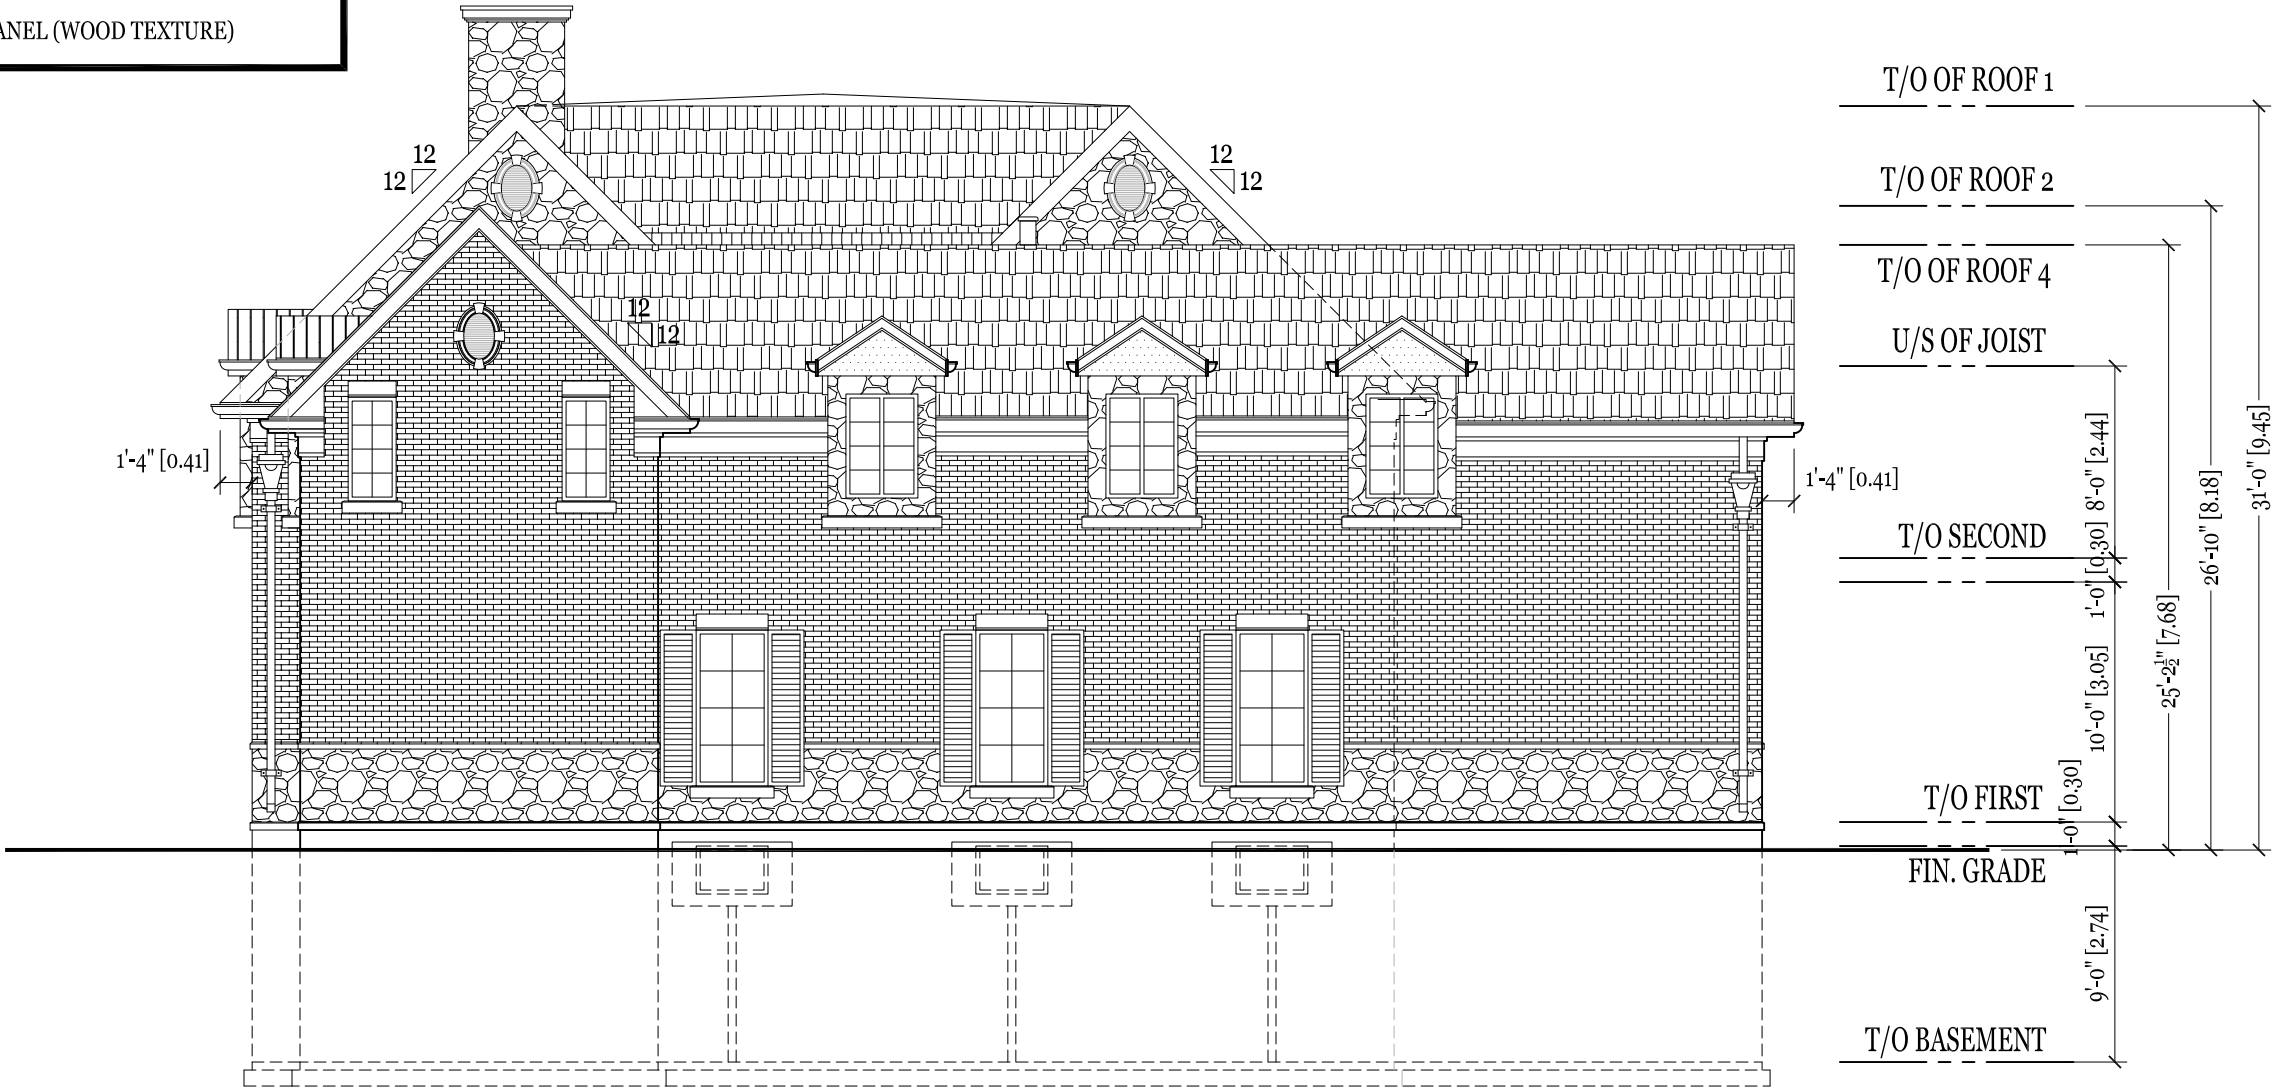 ANEL (WOOD TEXTURE)
T/O OF ROOF 1
12
12
12
12
T/O OF ROOF 2
T/O OF ROOF 4
12
12
U/S OF JOIST
1'-4" [0.41]
1'-4" [0.41]
8'-0" [2.44]
31'-0" [9.45]
26'-10" [8.18]
T/O SECOND
1'-0" [0.30]
25'-2½" [7.68]
10'-0" [3.05]
T/O FIRST
1-0" [0.30]
FIN. GRADE
9'-0" [2.74]
T/O BASEMENT